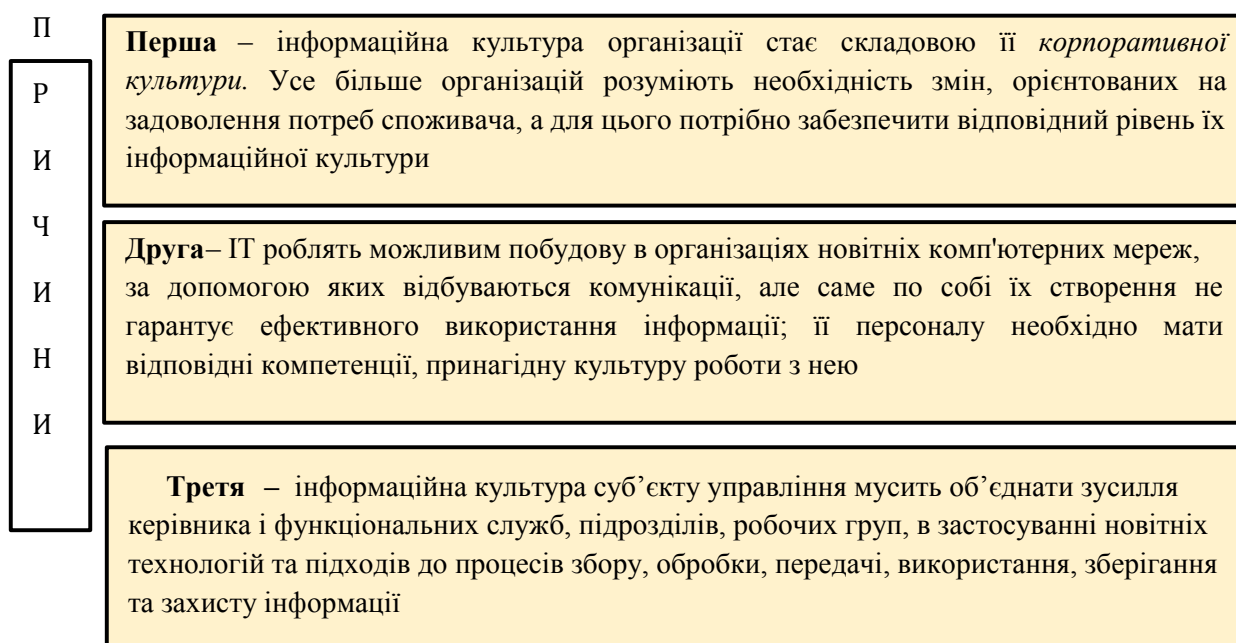 П
Р
И
Ч
И
Н
И
Перша – інформаційна культура організації стає складовою її корпоративної
культури. Усе більше організацій розуміють необхідність змін, орієнтованих на
задоволення потреб споживача, а для цього потрібно забезпечити відповідний рівень їх
інформаційної культури
Друга– ІТ роблять можливим побудову в організаціях новітніх комп'ютерних мереж,
за допомогою яких відбуваються комунікації, але саме по собі їх створення не
гарантує ефективного використання інформації; її персоналу необхідно мати
відповідні компетенції, принагідну культуру роботи з нею
Третя – інформаційна культура суб’єкту управління мусить об’єднати зусилля
керівника і функціональних служб, підрозділів, робочих груп, в застосуванні новітніх
технологій та підходів до процесів збору, обробки, передачі, використання, зберігання
та захисту інформації